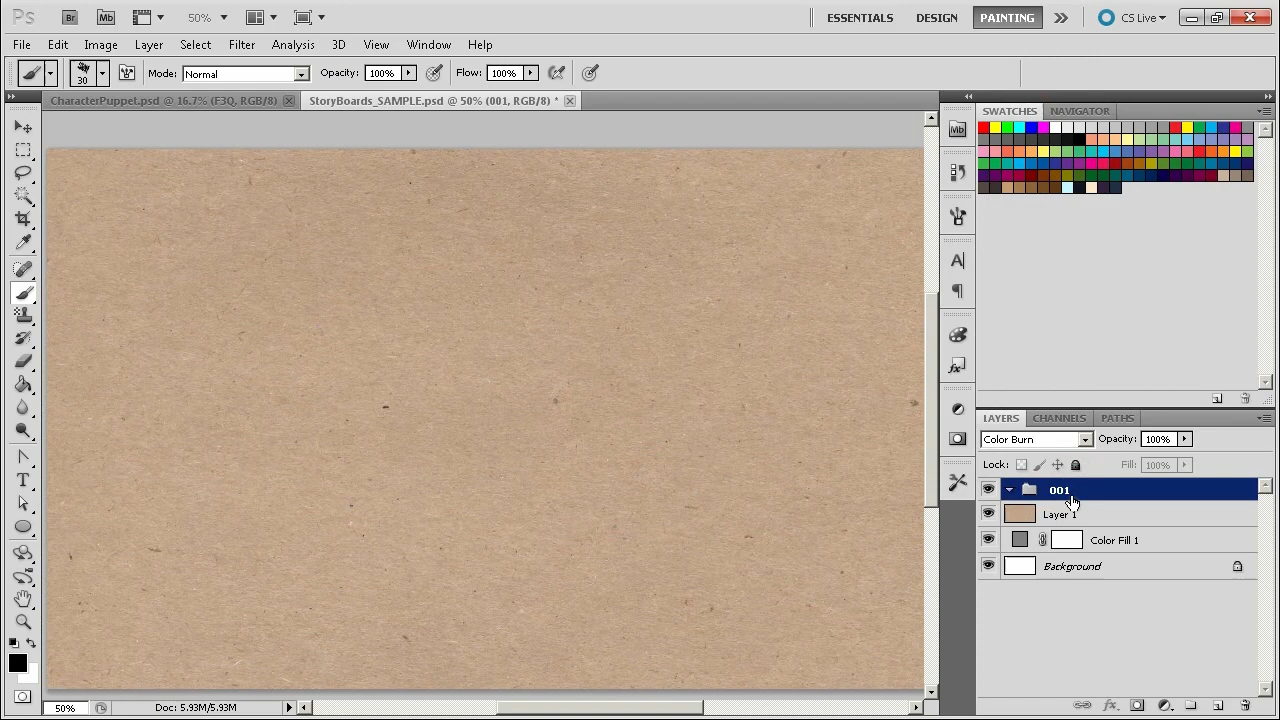 Ps Br Mb 50% ESSENTIALS DESIGN PAINTING CS Live
File Edit Image Layer Select Filter Analysis 3D View Window Help
30 Mode: Normal Opacity: 100% Flow: 100%
CharacterPuppet.psd @ 16.7% (F3Q, RGB/8) StoryBoards_SAMPLE.psd @ 50% (001, RGB/8) *
SWATCHES NAVIGATOR
Mb
LAYERS CHANNELS PATHS
Color Burn Opacity: 100%
Lock: Fill: 100%
001
Layer 1
Color Fill 1
Background
50% Doc: 5.93M/5.93M